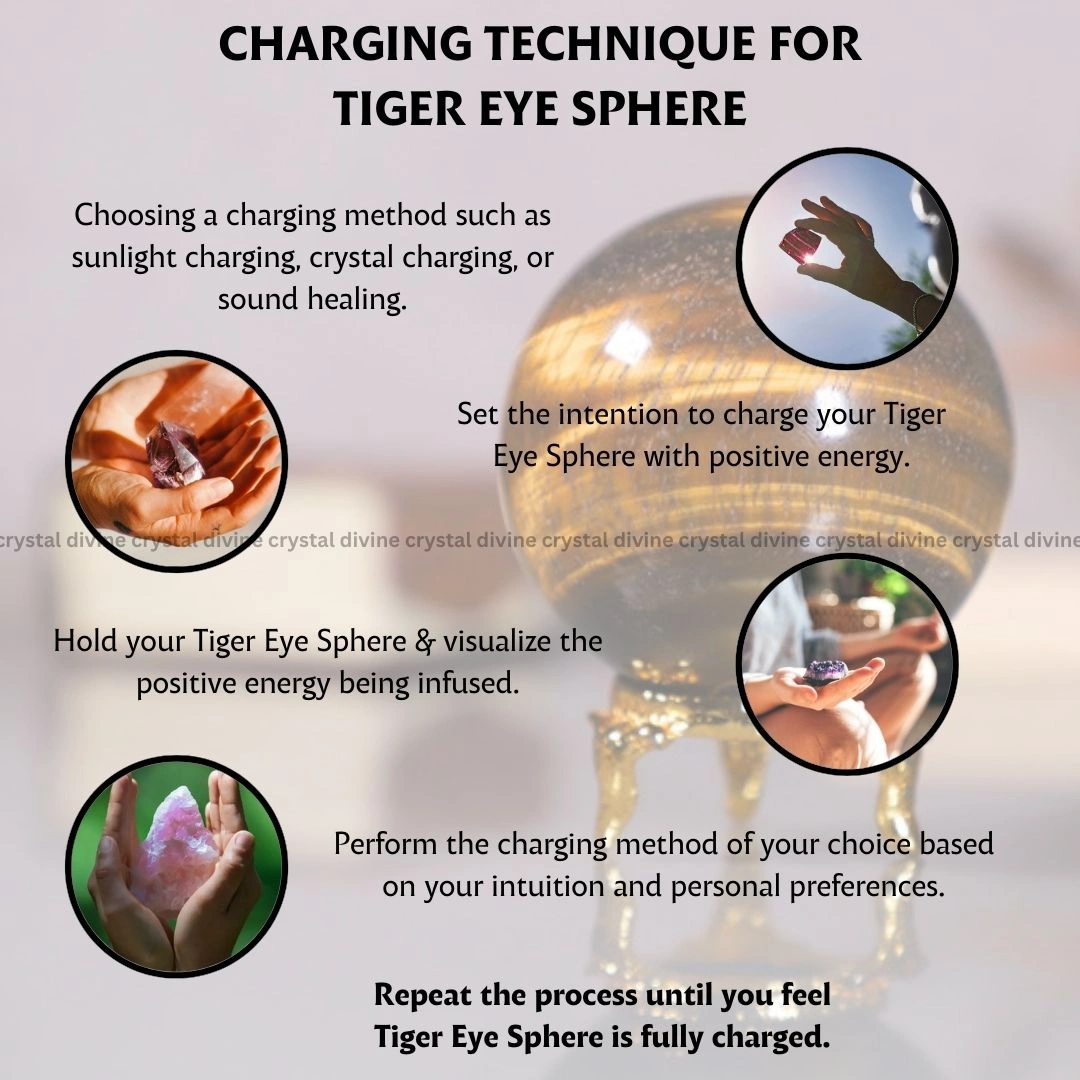 CHARGING TECHNIQUE FOR
TIGER EYE SPHERE
Choosing a charging method such as
sunlight charging, crystal charging, or
sound healing.
Set the intention to charge your Tiger
Eye Sphere with positive energy.
crystal divine crystal divine crystal divine crystal divine crystal divine crystal divine crystal divine crystal divine
Hold your Tiger Eye Sphere & visualize the
positive energy being infused.
Perform the charging method of your choice based
on your intuition and personal preferences.
Repeat the process until you feel
Tiger Eye Sphere is fully charged.